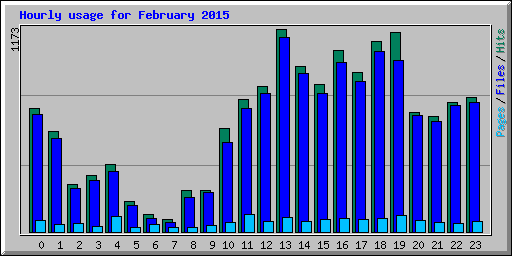 Hourly usage for February 2015
1173
Pages/Files/Hits
0 1 2 3 4 5 6 7 8 9 10 11 12 13 14 15 16 17 18 19 20 21 22 23